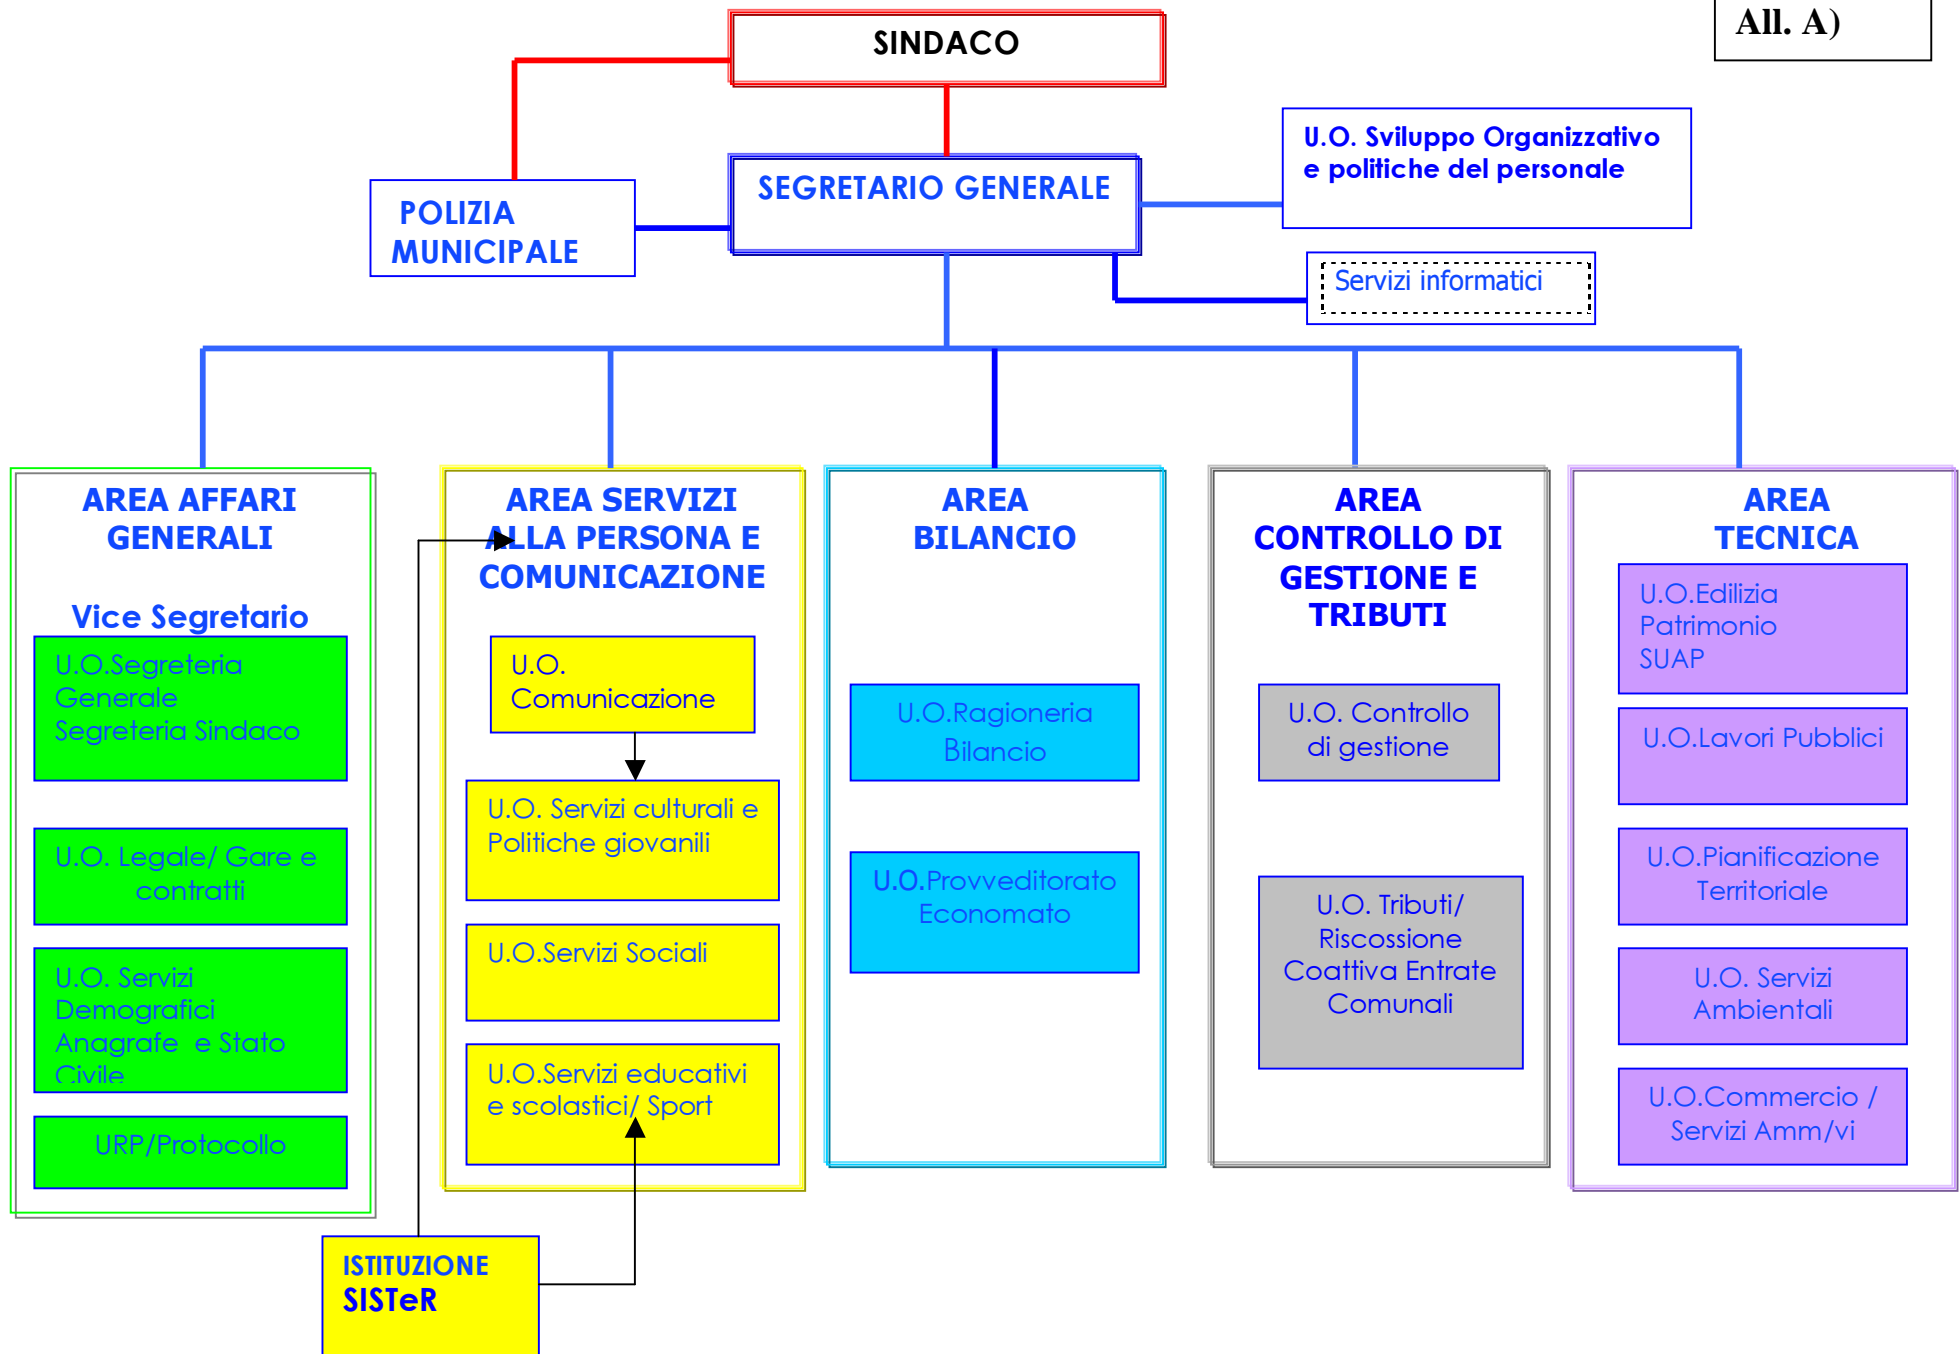 All. A)
SINDACO
SEGRETARIO GENERALE
U.O. Sviluppo Organizzativo
e politiche del personale
POLIZIA
MUNICIPALE
Servizi informatici
AREA AFFARI
GENERALI
Vice Segretario
U.O.Segreteria
Generale
Segreteria Sindaco
U.O. Legale/ Gare e
contratti
U.O. Servizi
Demografici
Anagrafe e Stato
Civile
URP/Protocollo
AREA SERVIZI
ALLA PERSONA E
COMUNICAZIONE
U.O.
Comunicazione
U.O. Servizi culturali e
Politiche giovanili
U.O.Servizi Sociali
U.O.Servizi educativi
e scolastici/ Sport
ISTITUZIONE
SISTeR
AREA
BILANCIO
U.O.Ragioneria
Bilancio
U.O.Provveditorato
Economato
AREA
CONTROLLO DI
GESTIONE E
TRIBUTI
U.O. Controllo
di gestione
U.O. Tributi/
Riscossione
Coattiva Entrate
Comunali
AREA
TECNICA
U.O.Edilizia
Patrimonio
SUAP
U.O.Lavori Pubblici
U.O.Pianificazione
Territoriale
U.O. Servizi
Ambientali
U.O.Commercio /
Servizi Amm/vi